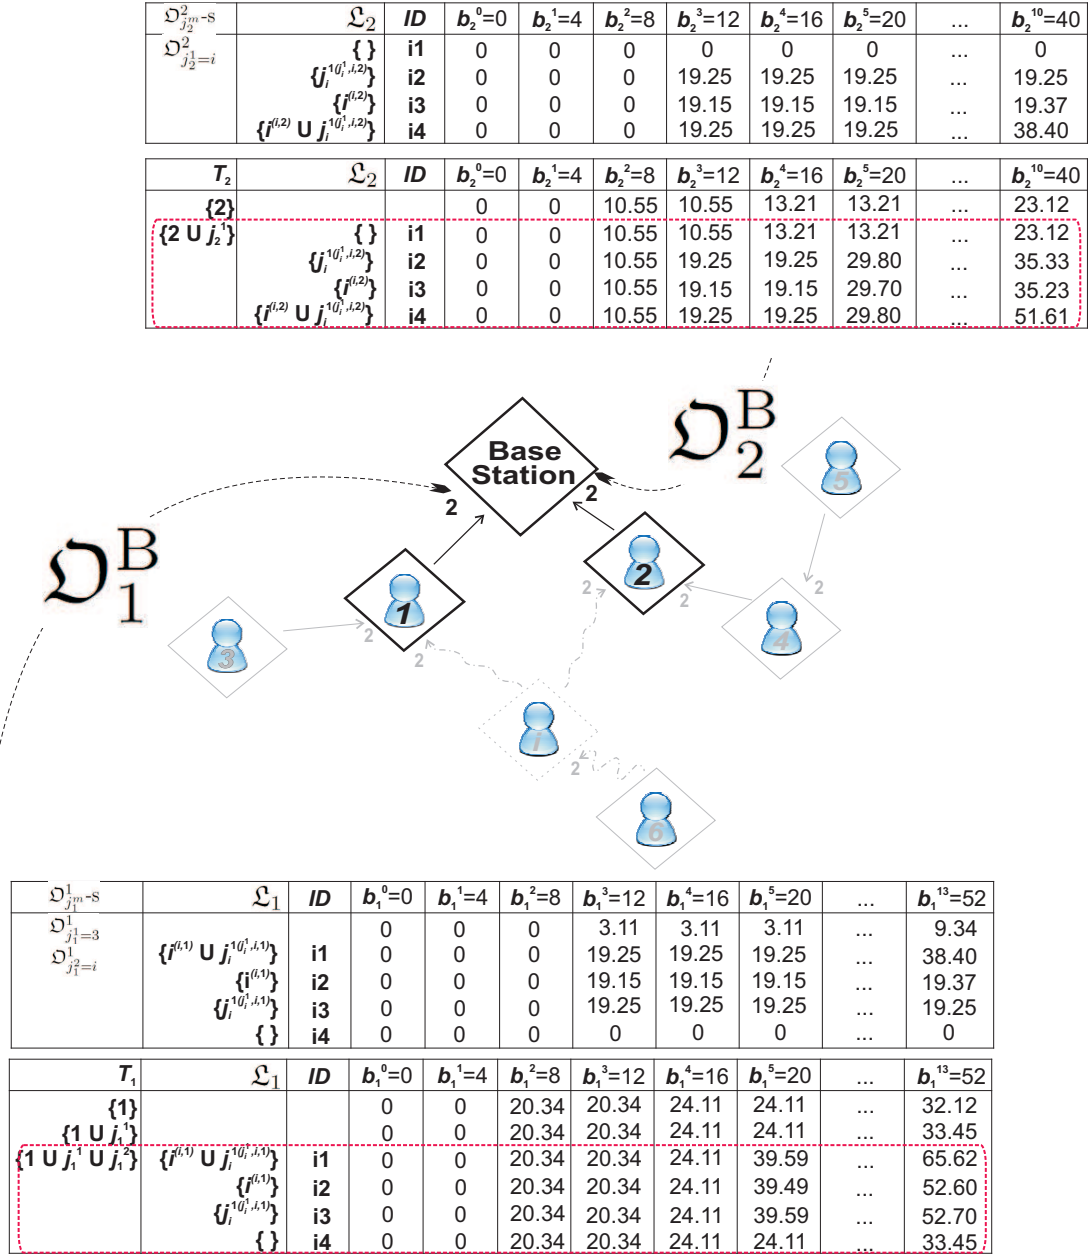 𝔇²_{j₂^m}-s 𝔏₂ ID b₂⁰=0 b₂¹=4 b₂²=8 b₂³=12 b₂⁴=16 b₂⁵=20 ... b₂¹⁰=40
𝔇²_{j₂¹=i} { } i1 0 0 0 0 0 0 ... 0
{j_i^{1(j_i¹,i,2)}} i2 0 0 0 19.25 19.25 19.25 ... 19.25
{i^{(i,2)}} i3 0 0 0 19.15 19.15 19.15 ... 19.37
{i^{(i,2)} U j_i^{1(j_i¹,i,2)}} i4 0 0 0 19.25 19.25 19.25 ... 38.40
T₂ 𝔏₂ ID b₂⁰=0 b₂¹=4 b₂²=8 b₂³=12 b₂⁴=16 b₂⁵=20 ... b₂¹⁰=40
{2} 0 0 10.55 10.55 13.21 13.21 ... 23.12
{2 U j₂¹} { } i1 0 0 10.55 10.55 13.21 13.21 ... 23.12
{j_i^{1(j_i¹,i,2)}} i2 0 0 10.55 19.25 19.25 29.80 ... 35.33
{i^{(i,2)}} i3 0 0 10.55 19.15 19.15 29.70 ... 35.23
{i^{(i,2)} U j_i^{1(j_i¹,i,2)}} i4 0 0 10.55 19.25 19.25 29.80 ... 51.61
𝔇₂^B
Base
Station
5
2
2
𝔇₁^B
2
1
2
2
2
4
3
2
2
i
2
6
𝔇¹_{j₁^m}-s 𝔏₁ ID b₁⁰=0 b₁¹=4 b₁²=8 b₁³=12 b₁⁴=16 b₁⁵=20 ... b₁¹³=52
𝔇¹_{j₁¹=3} 0 0 0 3.11 3.11 3.11 ... 9.34
𝔇¹_{j₁²=i} {i^{(i,1)} U j_i^{1(j_i¹,i,1)}} i1 0 0 0 19.25 19.25 19.25 ... 38.40
{i^{(i,1)}} i2 0 0 0 19.15 19.15 19.15 ... 19.37
{j_i^{1(j_i¹,i,1)}} i3 0 0 0 19.25 19.25 19.25 ... 19.25
{ } i4 0 0 0 0 0 0 ... 0
T₁ 𝔏₁ ID b₁⁰=0 b₁¹=4 b₁²=8 b₁³=12 b₁⁴=16 b₁⁵=20 ... b₁¹³=52
{1} 0 0 20.34 20.34 24.11 24.11 ... 32.12
{1 U j₁¹} 0 0 20.34 20.34 24.11 24.11 ... 33.45
{1 U j₁¹ U j₁²} {i^{(i,1)} U j_i^{1(j_i¹,i,1)}} i1 0 0 20.34 20.34 24.11 39.59 ... 65.62
{i^{(i,1)}} i2 0 0 20.34 20.34 24.11 39.49 ... 52.60
{j_i^{1(j_i¹,i,1)}} i3 0 0 20.34 20.34 24.11 39.59 ... 52.70
{ } i4 0 0 20.34 20.34 24.11 24.11 ... 33.45